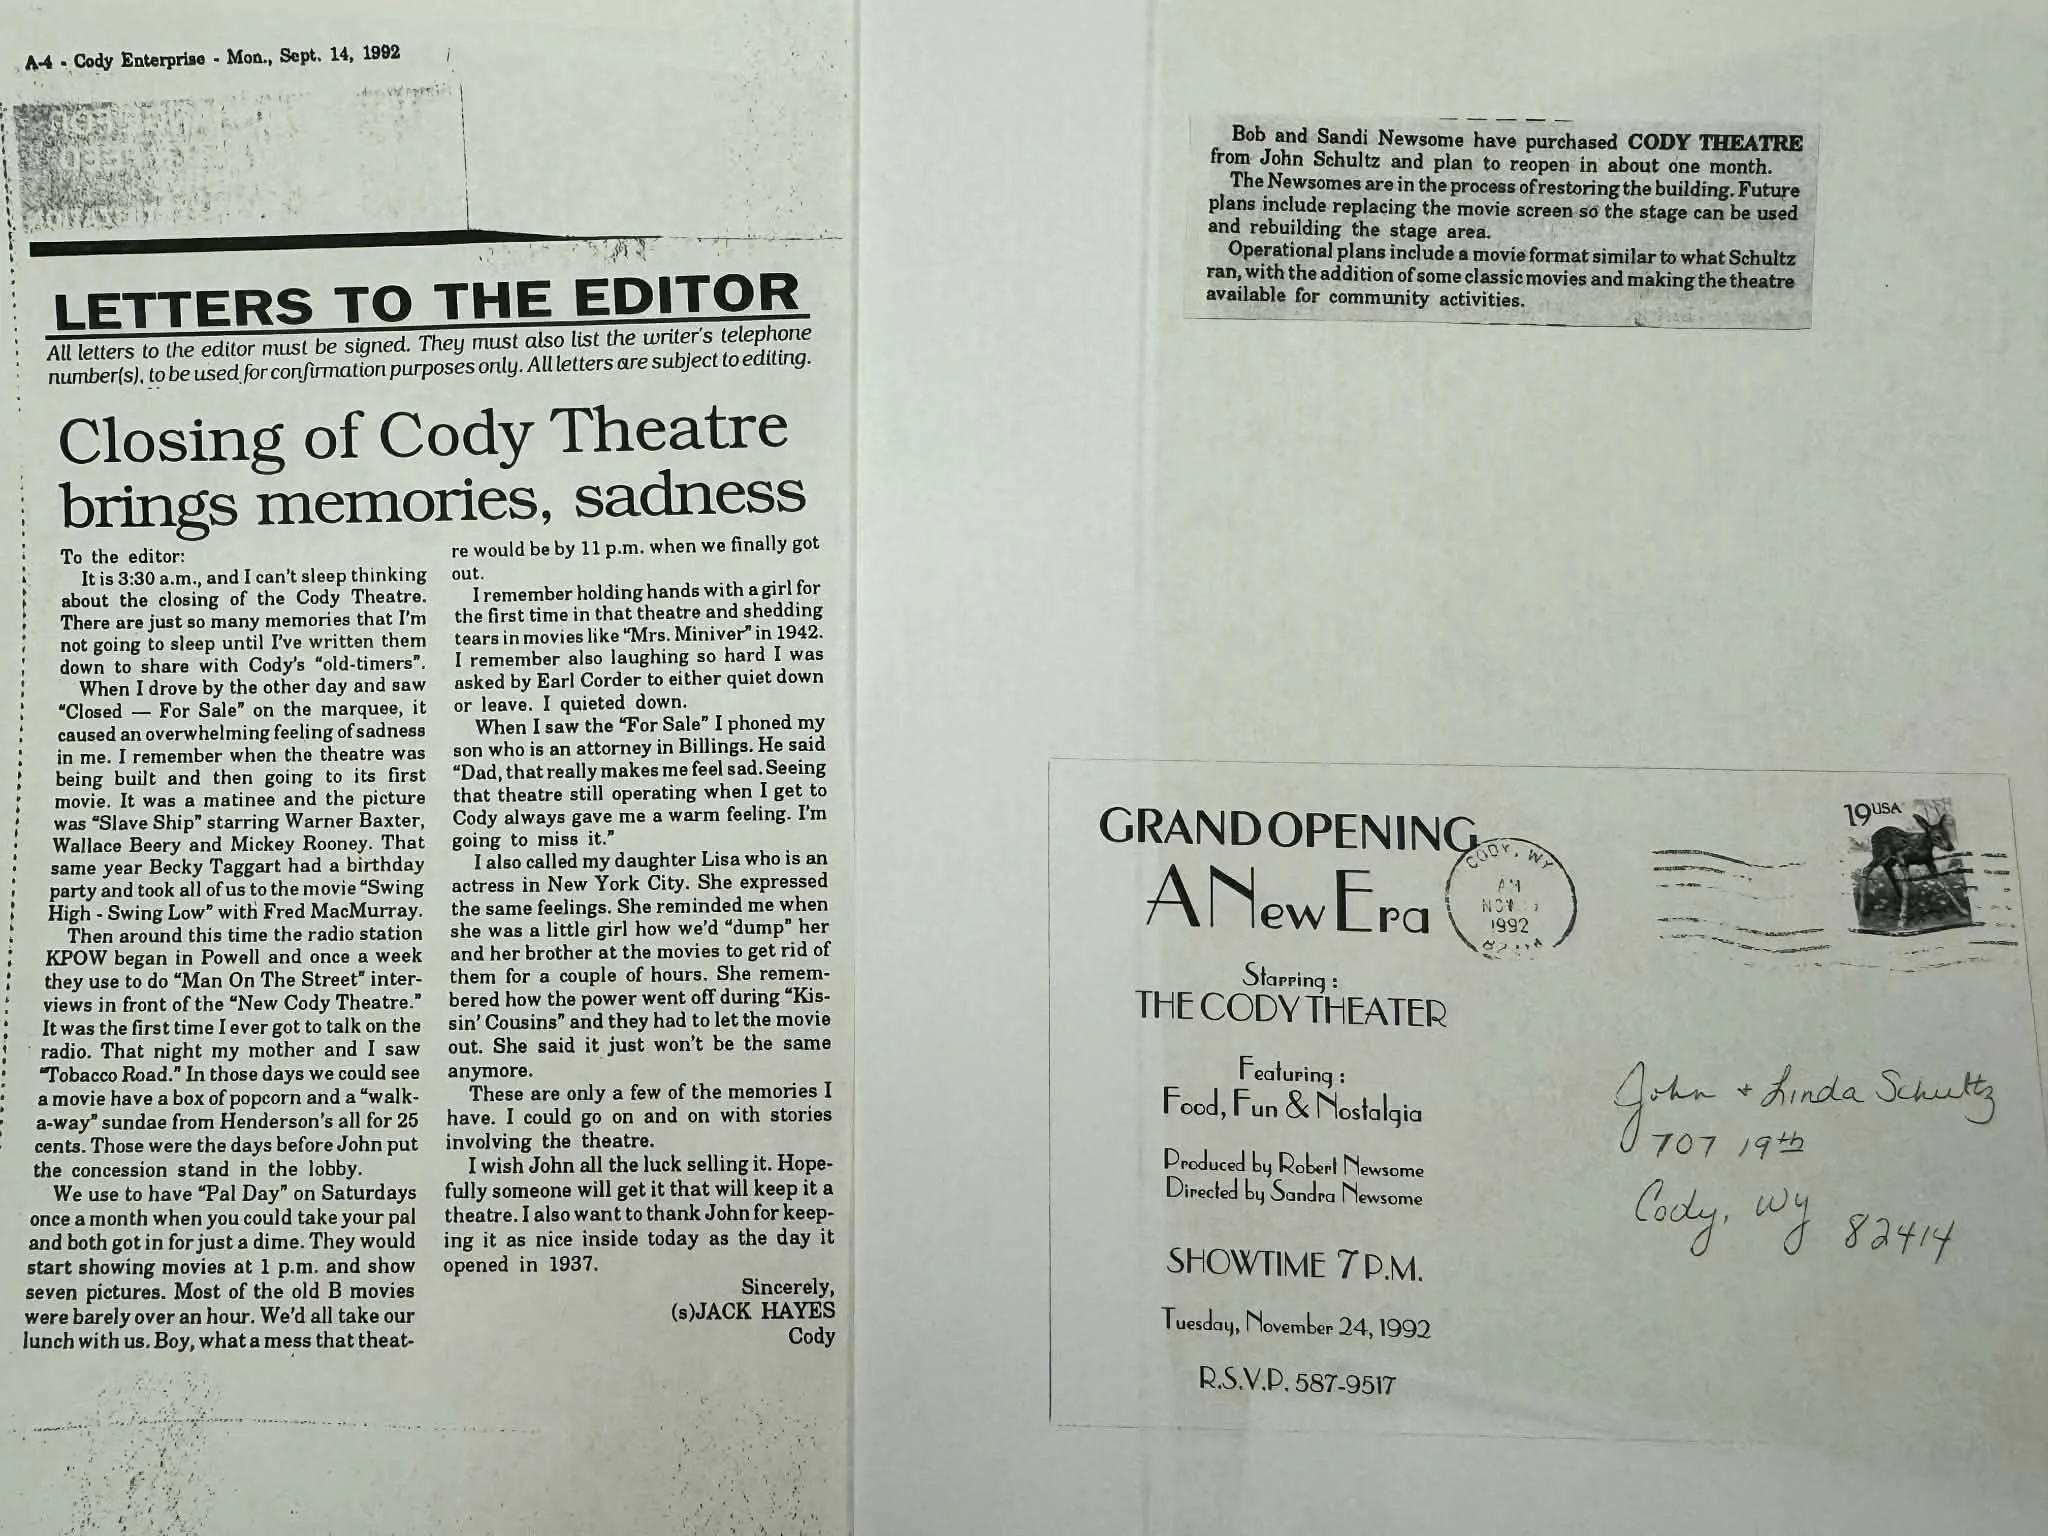 A-4 - Cody Enterprise - Mon., Sept. 14, 1992
LETTERS TO THE EDITOR
All letters to the editor must be signed. They must also list the writer's telephone
number(s), to be used for confirmation purposes only. All letters are subject to editing.
Closing of Cody Theatre
brings memories, sadness
To the editor:
It is 3:30 a.m., and I can't sleep thinking
about the closing of the Cody Theatre.
There are just so many memories that I'm
not going to sleep until I've written them
down to share with Cody's "old-timers".
When I drove by the other day and saw
"Closed — For Sale" on the marquee, it
caused an overwhelming feeling of sadness
in me. I remember when the theatre was
being built and then going to its first
movie. It was a matinee and the picture
was "Slave Ship" starring Warner Baxter,
Wallace Beery and Mickey Rooney. That
same year Becky Taggart had a birthday
party and took all of us to the movie "Swing
High - Swing Low" with Fred MacMurray.
Then around this time the radio station
KPOW began in Powell and once a week
they use to do "Man On The Street" inter-
views in front of the "New Cody Theatre."
It was the first time I ever got to talk on the
radio. That night my mother and I saw
"Tobacco Road." In those days we could see
a movie have a box of popcorn and a "walk-
a-way" sundae from Henderson's all for 25
cents. Those were the days before John put
the concession stand in the lobby.
We use to have "Pal Day" on Saturdays
once a month when you could take your pal
and both got in for just a dime. They would
start showing movies at 1 p.m. and show
seven pictures. Most of the old B movies
were barely over an hour. We'd all take our
lunch with us. Boy, what a mess that theat-
re would be by 11 p.m. when we finally got
out.
I remember holding hands with a girl for
the first time in that theatre and shedding
tears in movies like "Mrs. Miniver" in 1942.
I remember also laughing so hard I was
asked by Earl Corder to either quiet down
or leave. I quieted down.
When I saw the "For Sale" I phoned my
son who is an attorney in Billings. He said
"Dad, that really makes me feel sad. Seeing
that theatre still operating when I get to
Cody always gave me a warm feeling. I'm
going to miss it."
I also called my daughter Lisa who is an
actress in New York City. She expressed
the same feelings. She reminded me when
she was a little girl how we'd "dump" her
and her brother at the movies to get rid of
them for a couple of hours. She remem-
bered how the power went off during "Kis-
sin' Cousins" and they had to let the movie
out. She said it just won't be the same
anymore.
These are only a few of the memories I
have. I could go on and on with stories
involving the theatre.
I wish John all the luck selling it. Hope-
fully someone will get it that will keep it a
theatre. I also want to thank John for keep-
ing it as nice inside today as the day it
opened in 1937.
Sincerely,
(s)JACK HAYES
Cody
Bob and Sandi Newsome have purchased CODY THEATRE
from John Schultz and plan to reopen in about one month.
The Newsomes are in the process of restoring the building. Future
plans include replacing the movie screen so the stage can be used
and rebuilding the stage area.
Operational plans include a movie format similar to what Schultz
ran, with the addition of some classic movies and making the theatre
available for community activities.
GRAND OPENING
A New Era
Starring :
THE CODY THEATER
Featuring :
Food, Fun & Nostalgia
Produced by Robert Newsome
Directed by Sandra Newsome
SHOWTIME 7 P.M.
Tuesday, November 24, 1992
R.S.V.P. 587-9517
CODY, WY
AM
NOV
1992
19 USA
John + Linda Schultz
707 19th
Cody, Wy
82414